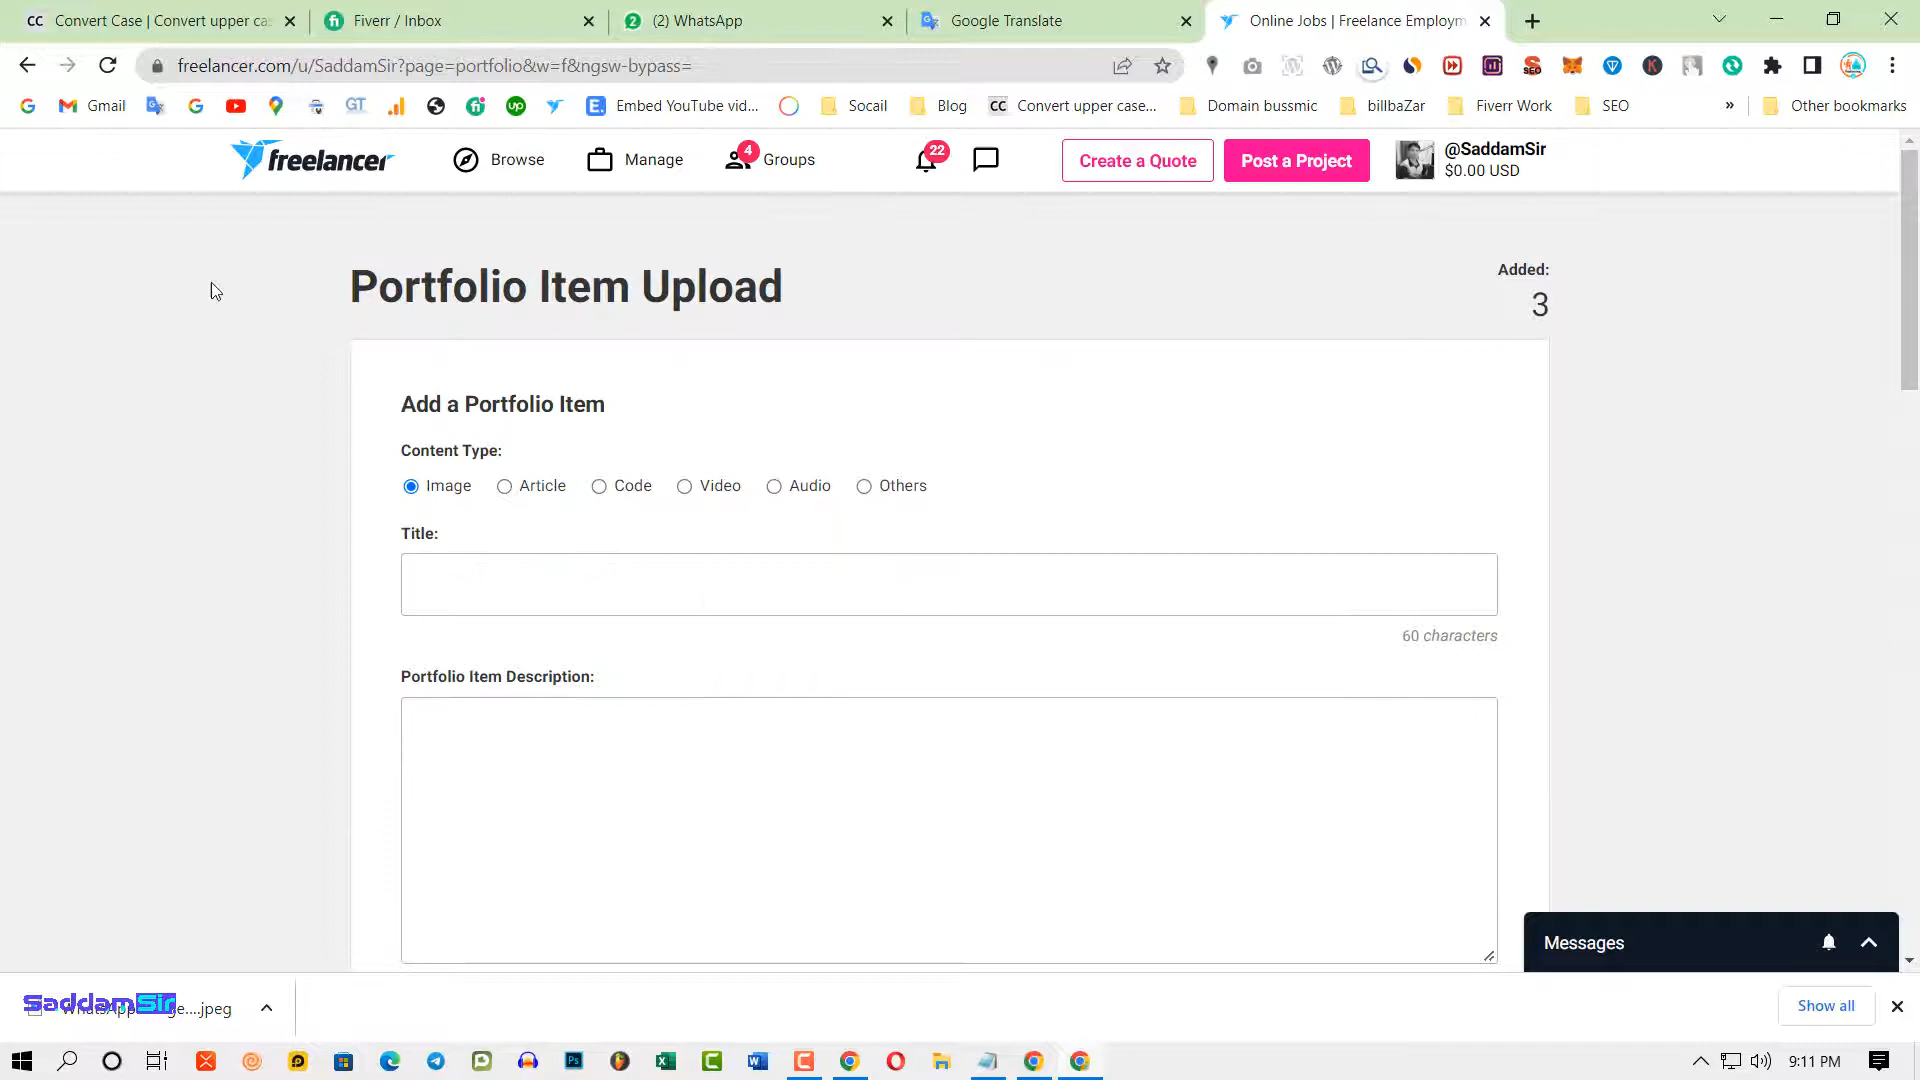 CC Convert Case | Convert upper ca
Fiverr / Inbox
(2) WhatsApp
Google Translate
Online Jobs | Freelance Employm
freelancer.com/u/SaddamSir?page=portfolio&w=f&ngsw-bypass=
Gmail
GT
Embed YouTube vid...
Socail
Blog
CC Convert upper case...
Domain bussmic
billbaZar
Fiverr Work
SEO
Other bookmarks
freelancer
Browse
Manage
4
Groups
22
Create a Quote
Post a Project
@SaddamSir
$0.00 USD
Portfolio Item Upload
Added:
3
Add a Portfolio Item
Content Type:
Image
Article
Code
Video
Audio
Others
Title:
60 characters
Portfolio Item Description:
Messages
SaddamSir
....jpeg
Show all
9:11 PM